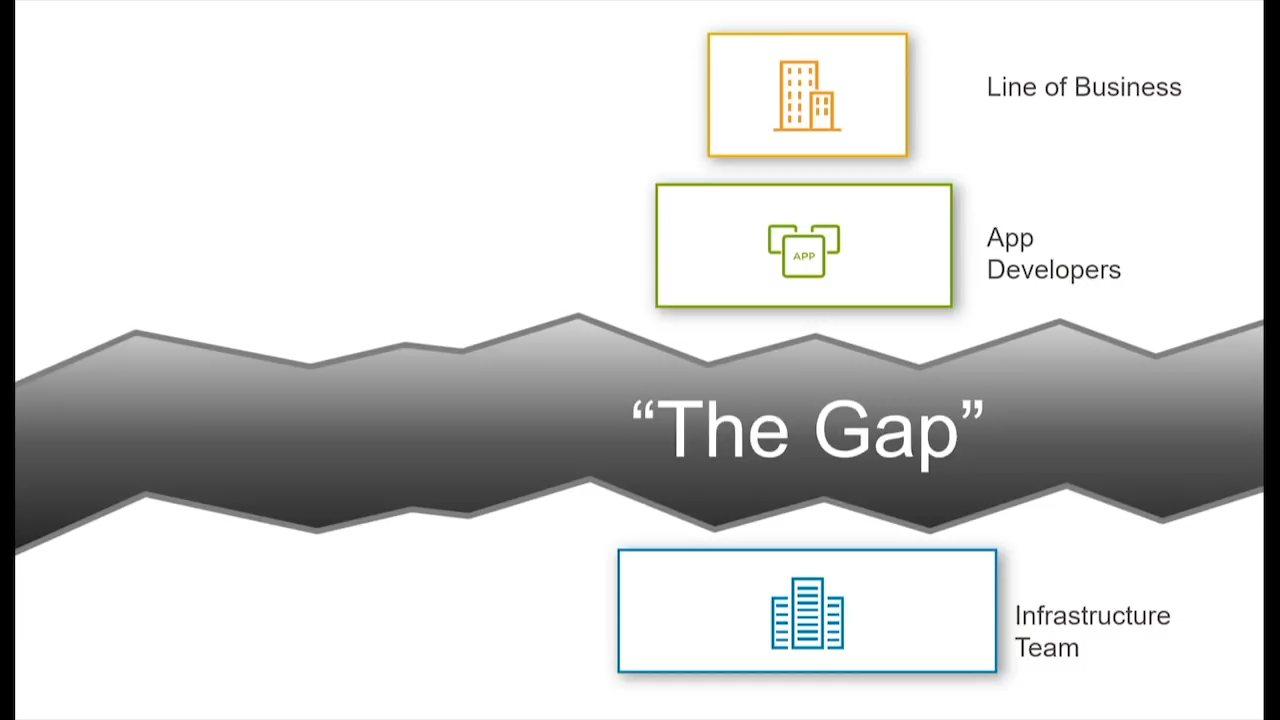 Line of Business
APP
App
Developers
“The Gap”
Infrastructure
Team